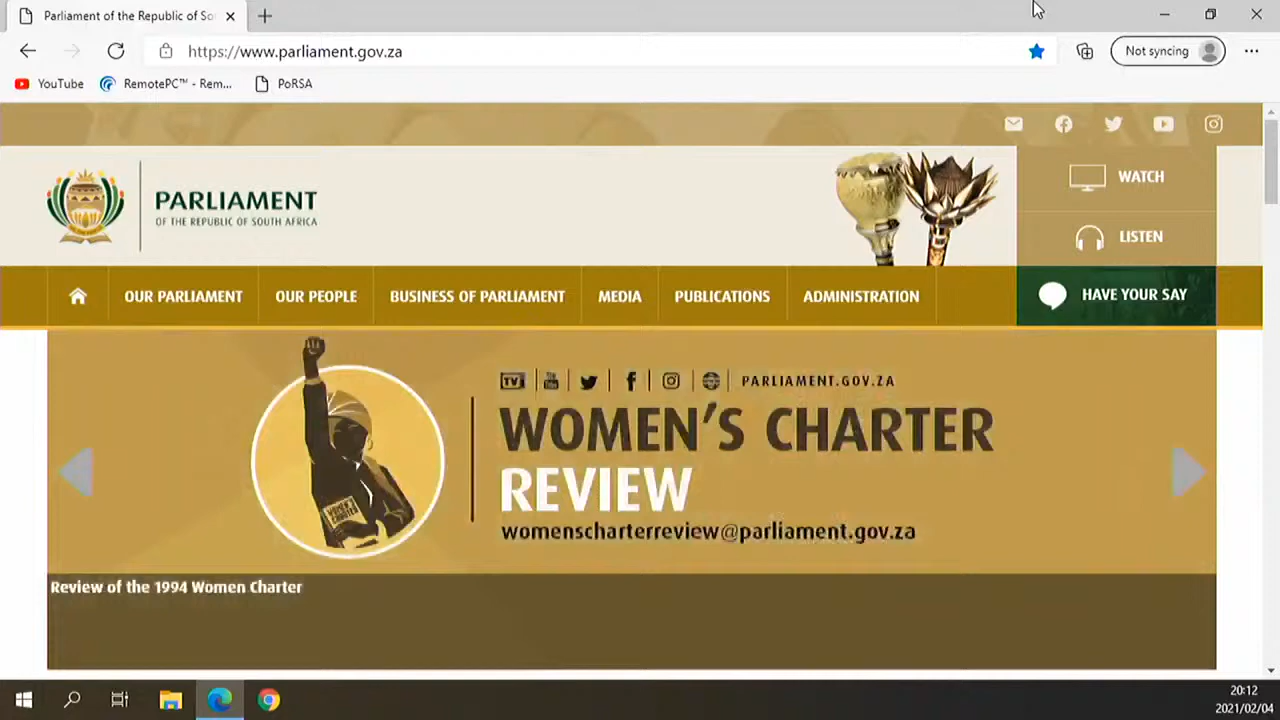 Parliament of the Republic of So
https://www.parliament.gov.za
Not syncing
YouTube
RemotePC™ - Rem...
PoRSA
PARLIAMENT
OF THE REPUBLIC OF SOUTH AFRICA
WATCH
LISTEN
OUR PARLIAMENT
OUR PEOPLE
BUSINESS OF PARLIAMENT
MEDIA
PUBLICATIONS
ADMINISTRATION
HAVE YOUR SAY
PARLIAMENT.GOV.ZA
WOMEN'S CHARTER
REVIEW
womenscharterreview@parliament.gov.za
Review of the 1994 Women Charter
20:12
2021/02/04